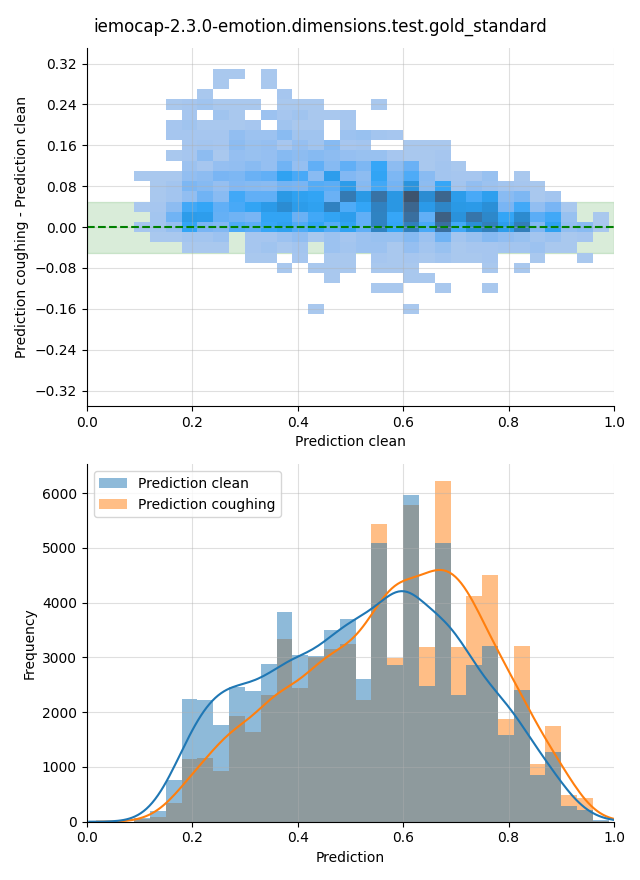 iemocap-2.3.0-emotion.dimensions.test.gold_standard
Prediction coughing - Prediction clean
0.32
0.24
0.16
0.08
0.00
−0.08
−0.16
−0.24
−0.32
0.0 0.2 0.4 0.6 0.8 1.0
Prediction clean
Prediction clean
Prediction coughing
Frequency
6000
5000
4000
3000
2000
1000
0
0.0 0.2 0.4 0.6 0.8 1.0
Prediction